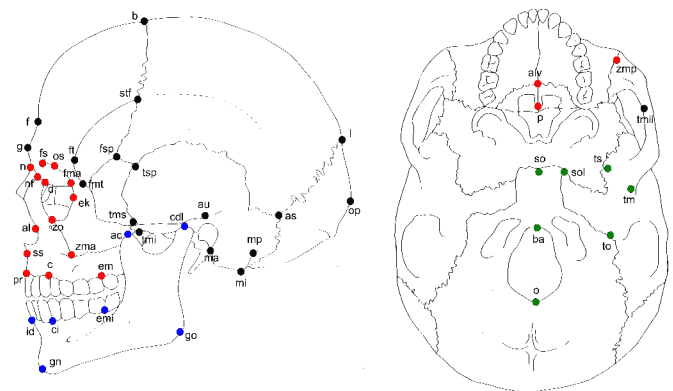 b
alv
zmp
stf
p
tmii
f
l
g
ft
fsp
fs
os
so
ts
n
tsp
sol
fma
fmt
nf
d
tm
ek
op
tms
au
as
al
zo
cdl
ac
tmi
ba
to
zma
mp
ss
ma
c
em
mi
pr
o
emi
id
ci
go
gn